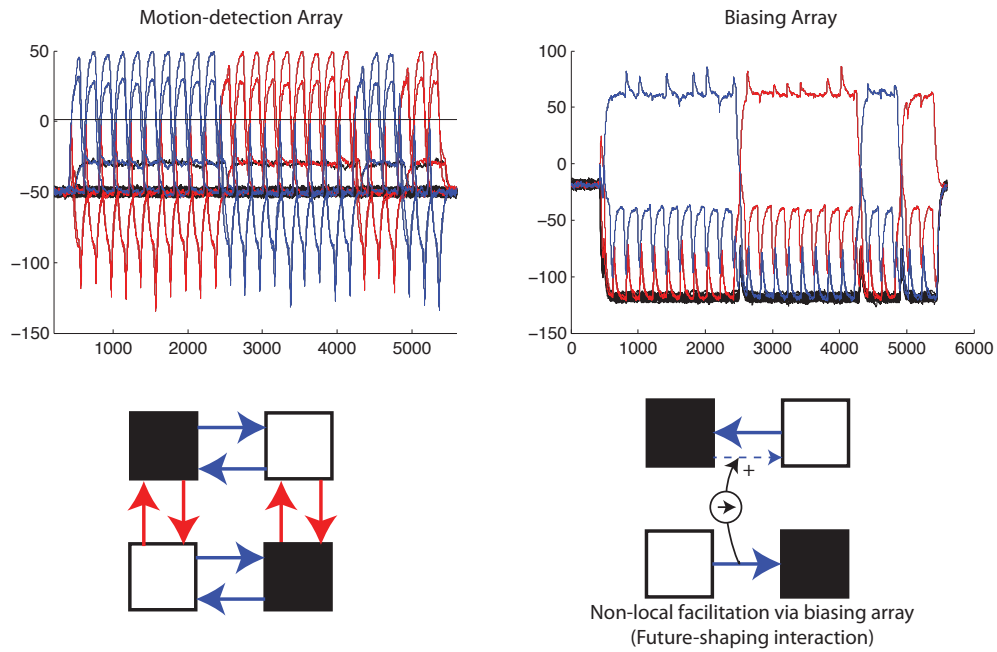 Motion-detection Array
Biasing Array
50
0
−50
−100
−150
1000 2000 3000 4000 5000
100
50
0
−50
−100
−150
0 1000 2000 3000 4000 5000 6000
+
Non-local facilitation via biasing array
(Future-shaping interaction)